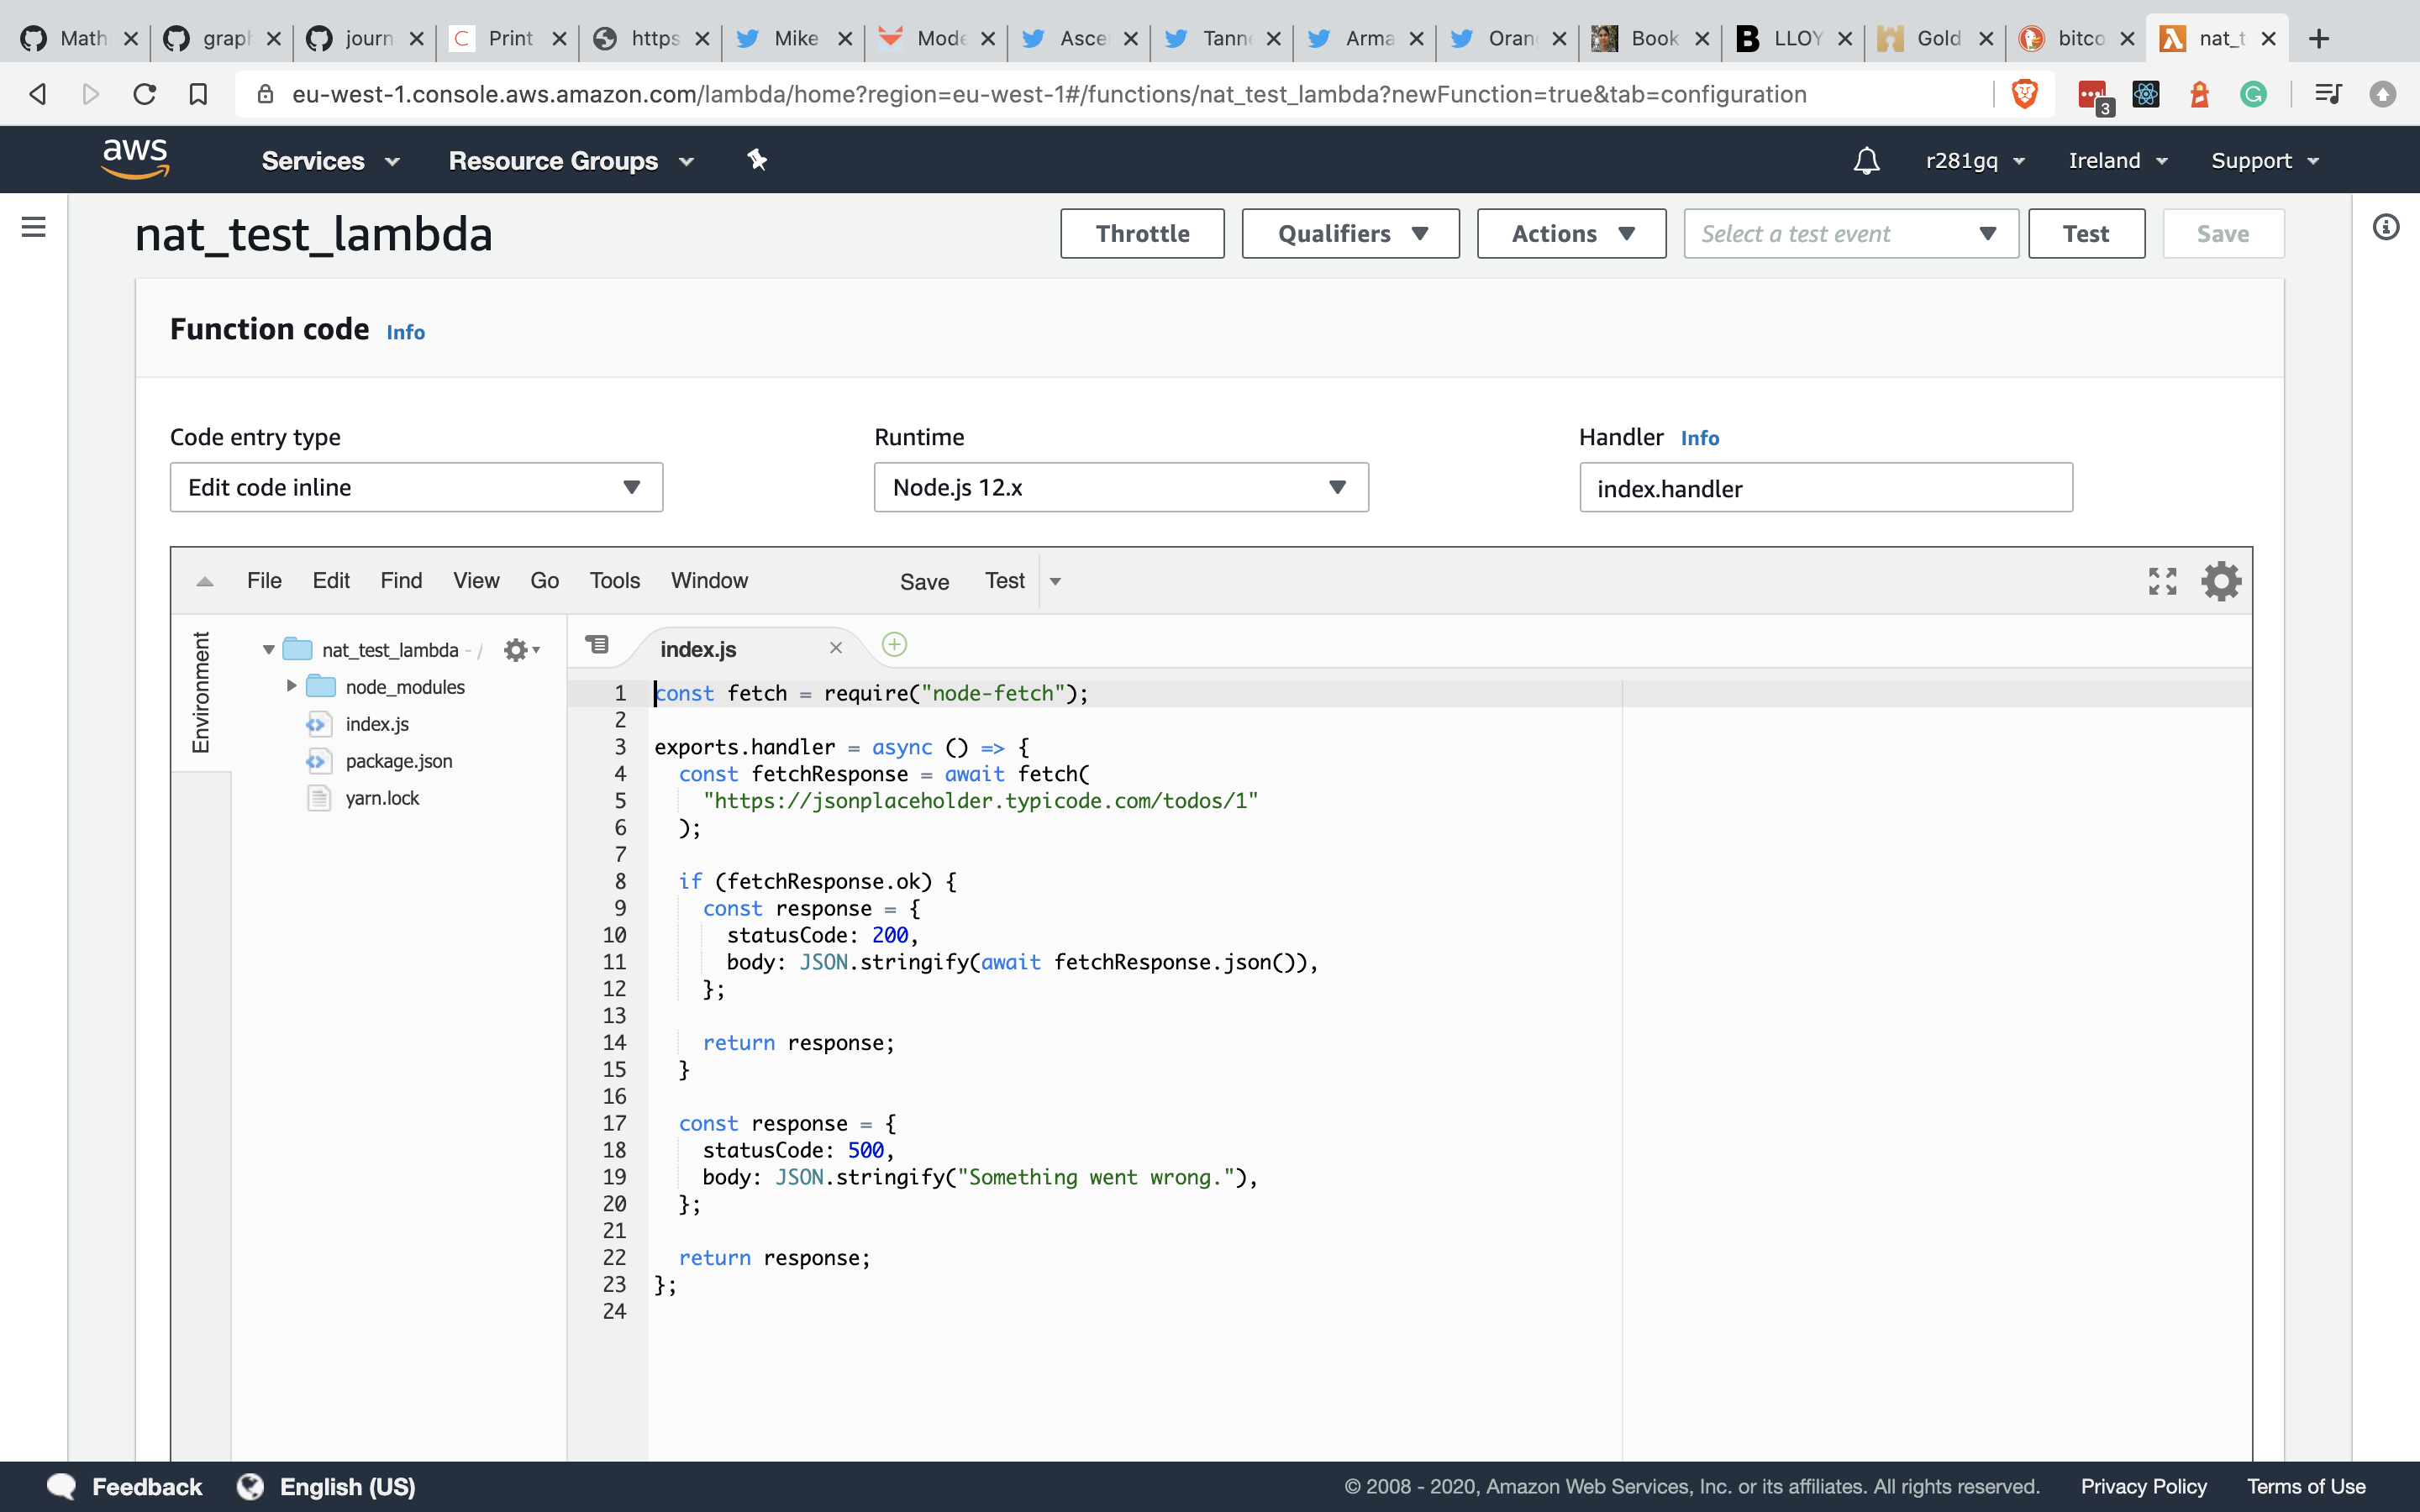 Math grap journ Print https Mike Mode Asce Tann Arma Oran Book LLOY Gold bitco nat_t
eu-west-1.console.aws.amazon.com/lambda/home?region=eu-west-1#/functions/nat_test_lambda?newFunction=true&tab=configuration
3
aws Services Resource Groups r281gq Ireland Support
nat_test_lambda Throttle Qualifiers Actions Select a test event Test Save
Function code Info
Code entry type Runtime Handler Info
Edit code inline Node.js 12.x index.handler
File Edit Find View Go Tools Window Save Test
Environment
nat_test_lambda - /
node_modules
index.js
package.json
yarn.lock
index.js
1 const fetch = require("node-fetch");
2
3 exports.handler = async () => {
4 const fetchResponse = await fetch(
5 "https://jsonplaceholder.typicode.com/todos/1"
6 );
7
8 if (fetchResponse.ok) {
9 const response = {
10 statusCode: 200,
11 body: JSON.stringify(await fetchResponse.json()),
12 };
13
14 return response;
15 }
16
17 const response = {
18 statusCode: 500,
19 body: JSON.stringify("Something went wrong."),
20 };
21
22 return response;
23 };
24
Feedback English (US) © 2008 - 2020, Amazon Web Services, Inc. or its affiliates. All rights reserved. Privacy Policy Terms of Use